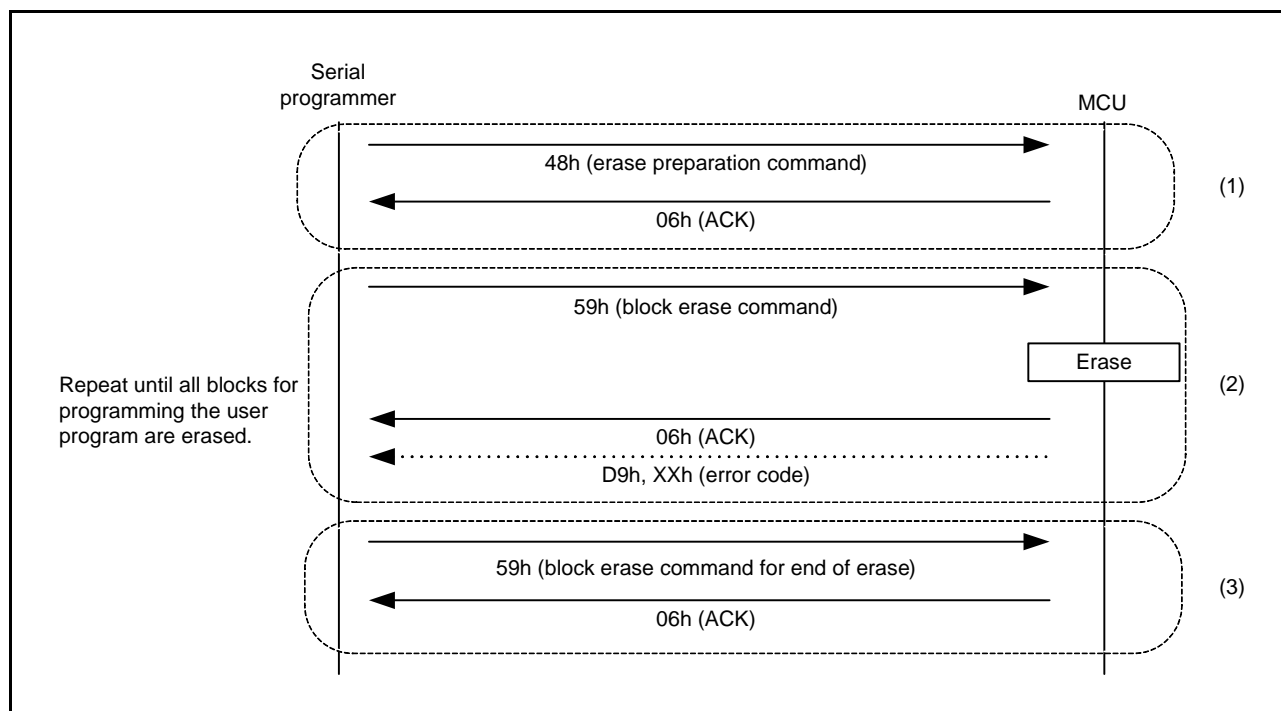 Serial
programmer
MCU
48h (erase preparation command)
(1)
06h (ACK)
59h (block erase command)
Erase
Repeat until all blocks for
programming the user
program are erased.
(2)
06h (ACK)
D9h, XXh (error code)
59h (block erase command for end of erase)
(3)
06h (ACK)